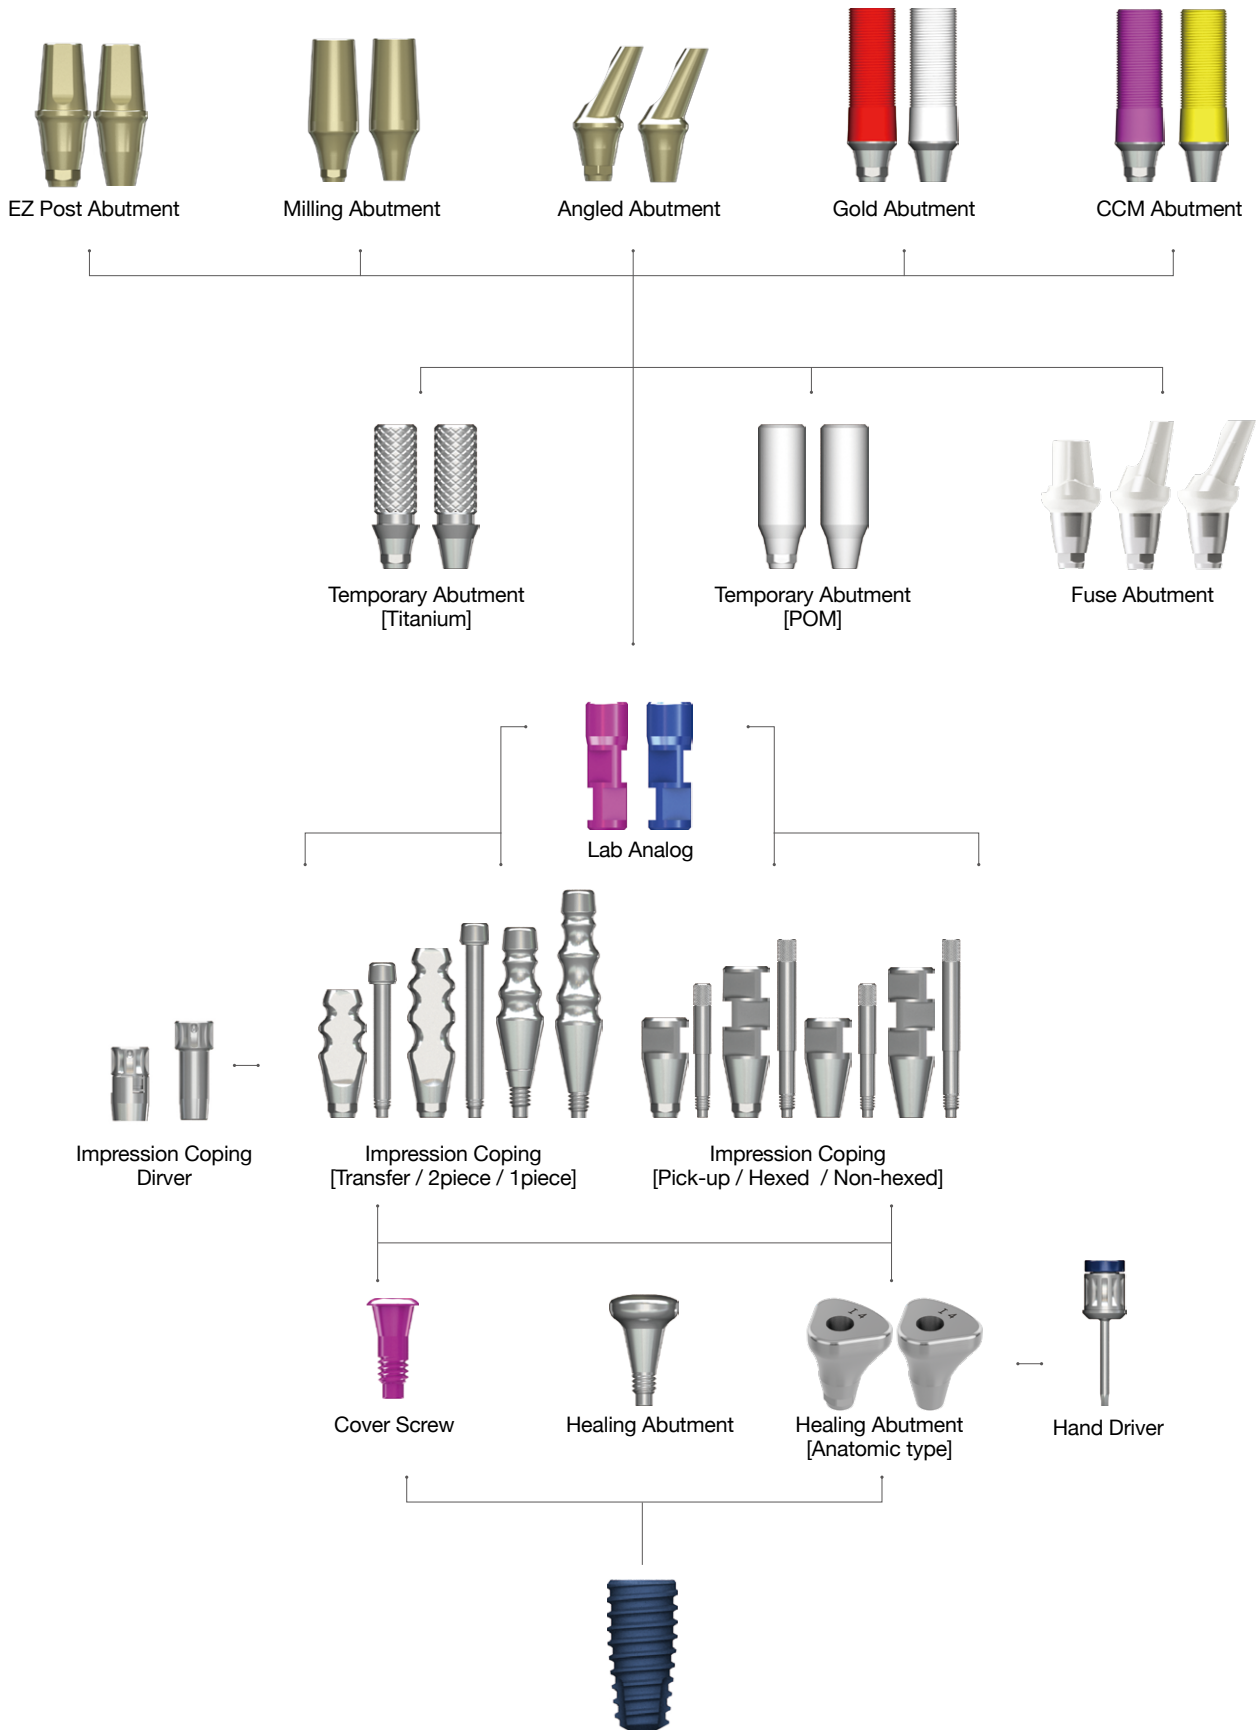 EZ Post Abutment
Milling Abutment
Angled Abutment
Gold Abutment
CCM Abutment
Temporary Abutment
[Titanium]
Temporary Abutment
[POM]
Fuse Abutment
Lab Analog
Impression Coping
Dirver
Impression Coping
[Transfer / 2piece / 1piece]
Impression Coping
[Pick-up / Hexed / Non-hexed]
I 4
I 4
Cover Screw
Healing Abutment
Healing Abutment
[Anatomic type]
Hand Driver